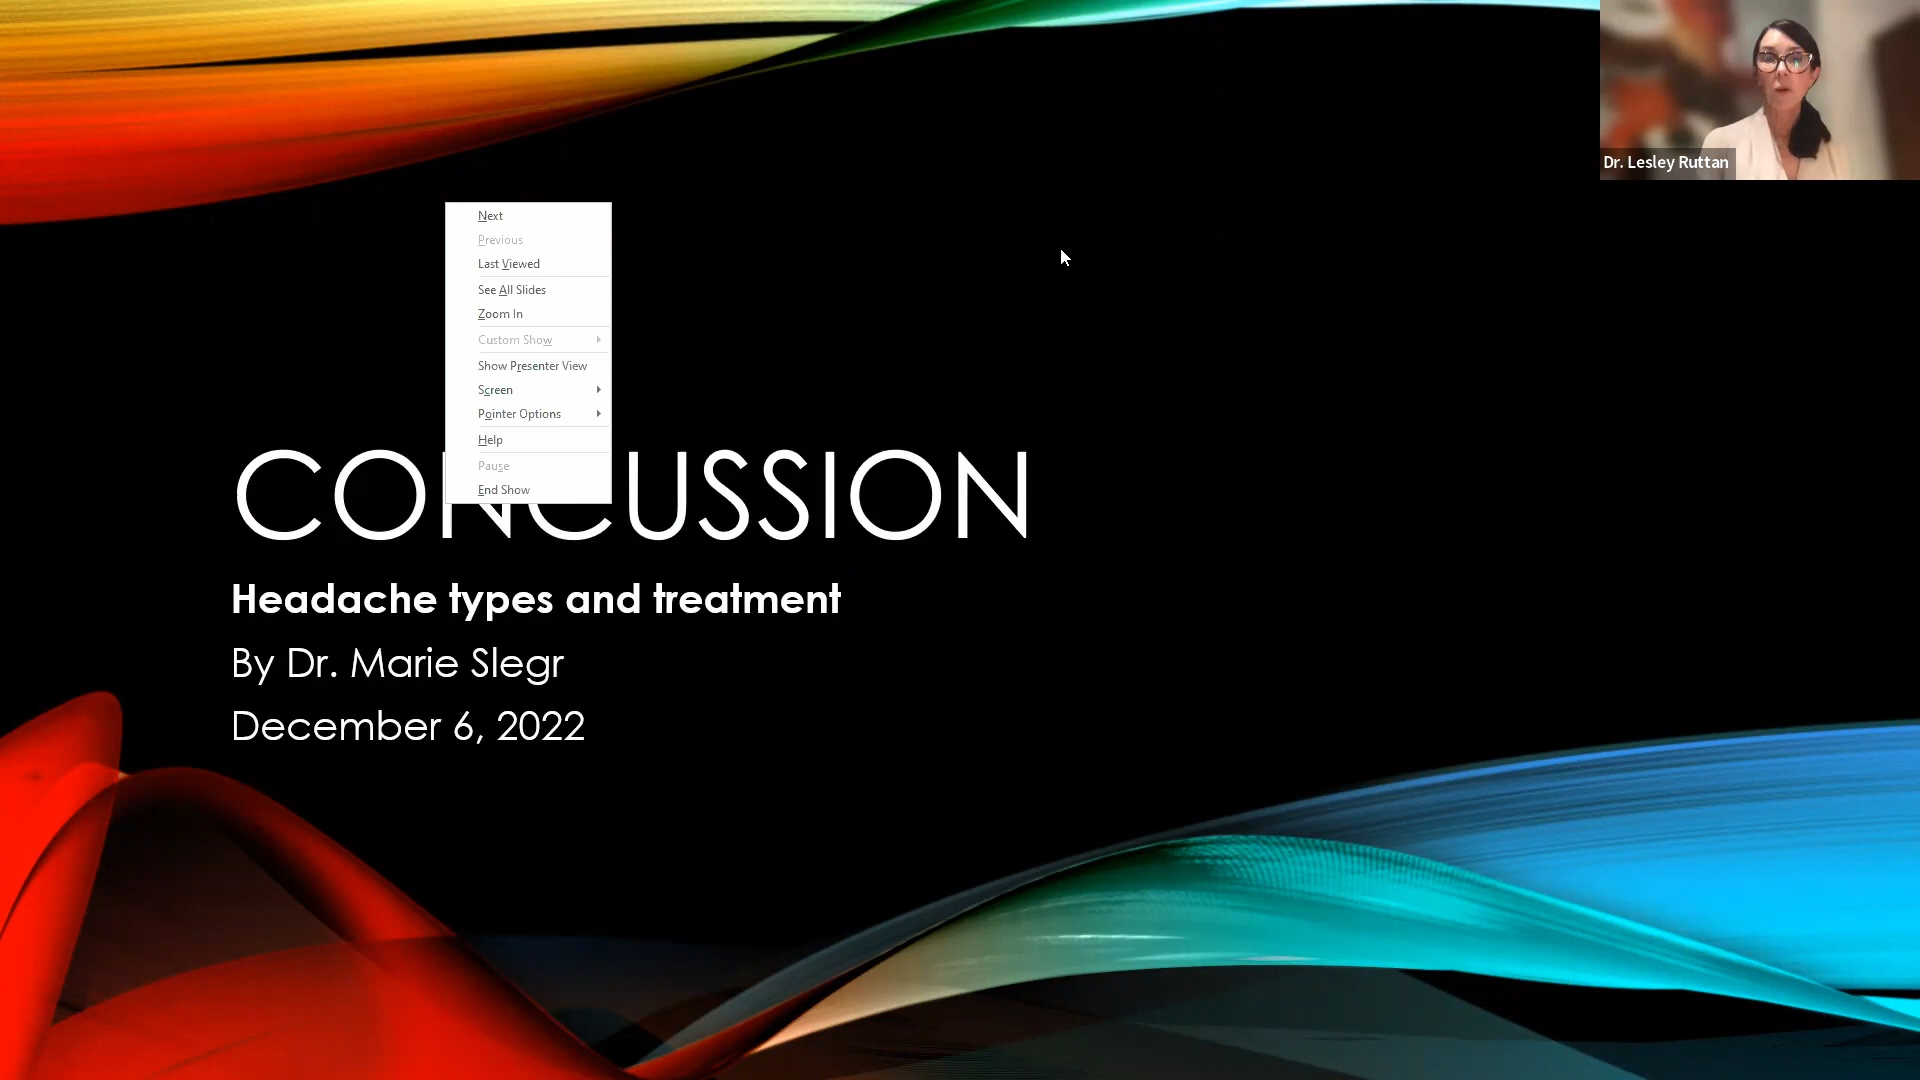 Dr. Lesley Ruttan
Next
Previous
Last Viewed
See All Slides
Zoom In
Custom Show
Show Presenter View
Screen
Pointer Options
Help
Pause
End Show
CONCUSSION
Headache types and treatment
By Dr. Marie Slegr
December 6, 2022